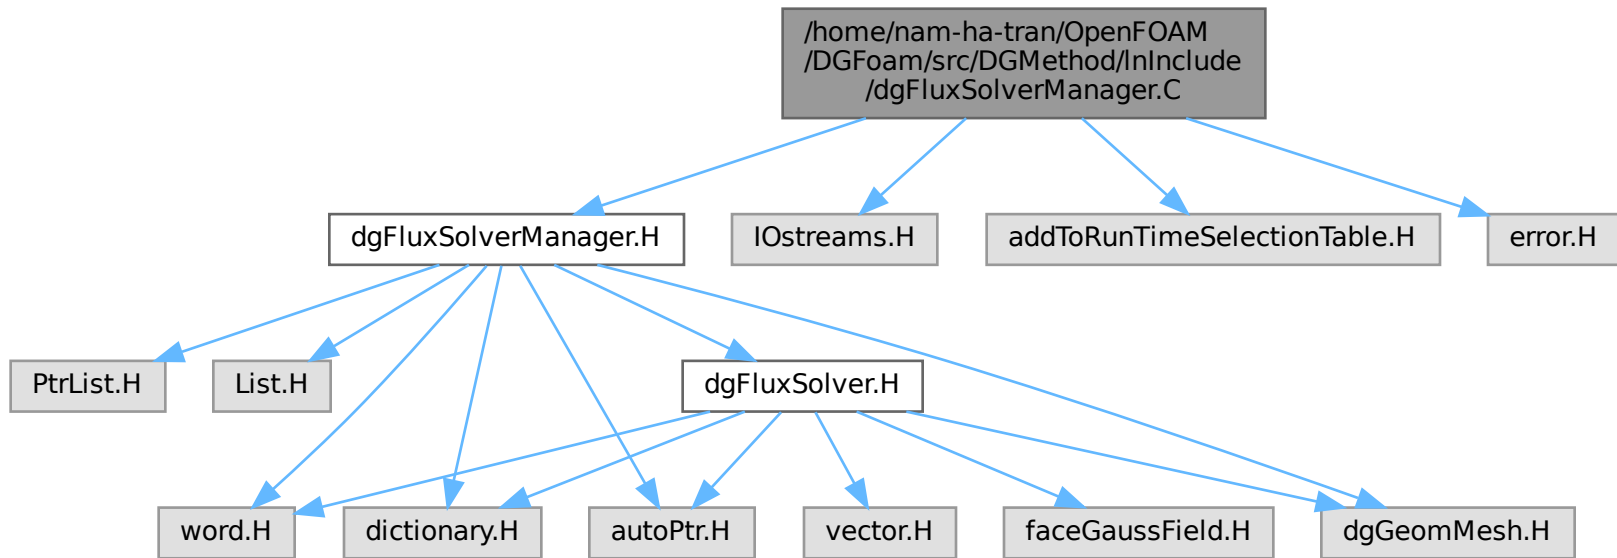 /home/nam-ha-tran/OpenFOAM
/DGFoam/src/DGMethod/lnInclude
/dgFluxSolverManager.C
dgFluxSolverManager.H
IOstreams.H
addToRunTimeSelectionTable.H
error.H
PtrList.H
List.H
dgFluxSolver.H
word.H
dictionary.H
autoPtr.H
vector.H
faceGaussField.H
dgGeomMesh.H